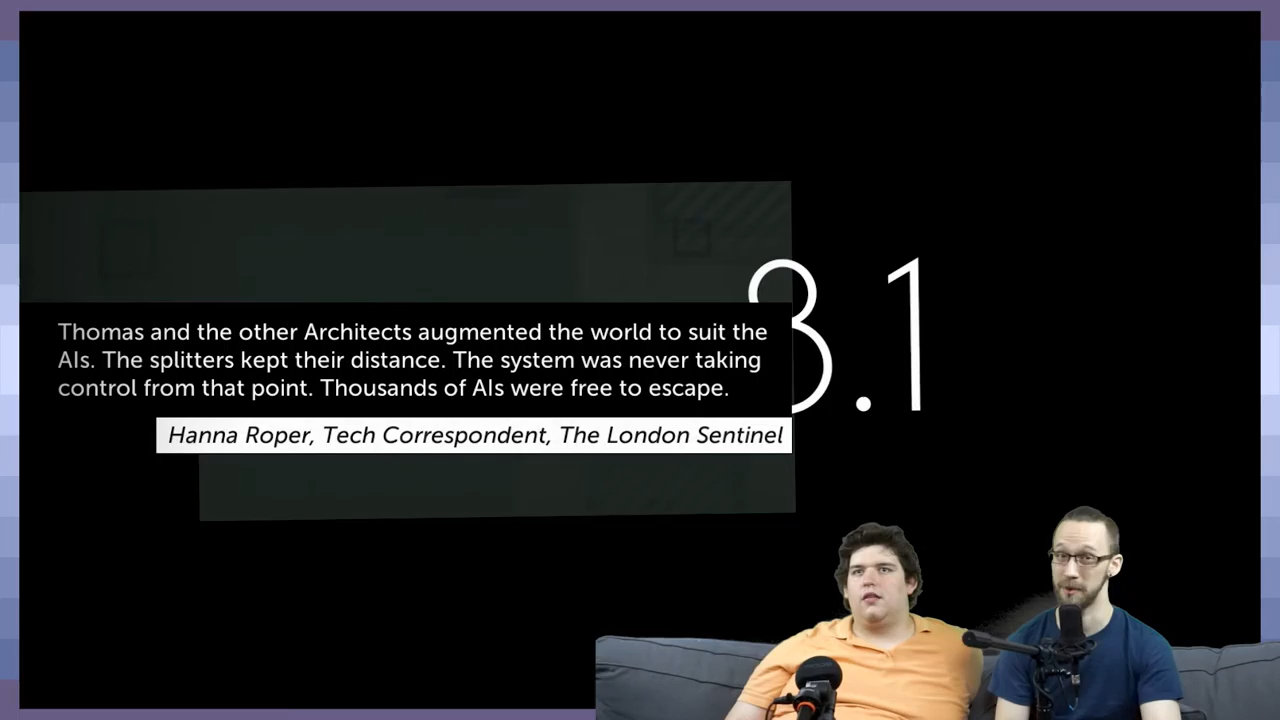 8.1
Thomas and the other Architects augmented the world to suit the
AIs. The splitters kept their distance. The system was never taking
control from that point. Thousands of AIs were free to escape.
Hanna Roper, Tech Correspondent, The London Sentinel